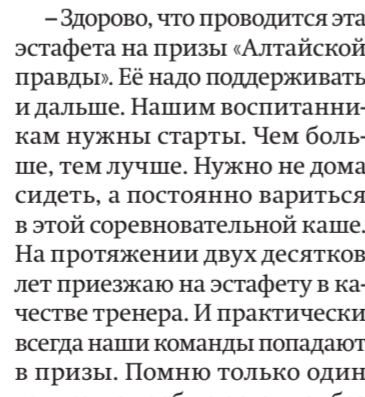 – Здорово, что проводится эта
эстафета на призы «Алтайской
правды». Её надо поддерживать
и дальше. Нашим воспитанни-
кам нужны старты. Чем боль-
ше, тем лучше. Нужно не дома
сидеть, а постоянно вариться
в этой соревновательной каше.
На протяжении двух десятков
лет приезжаю на эстафету в ка-
честве тренера. И практически
всегда наши команды попадают
в призы. Помню только один